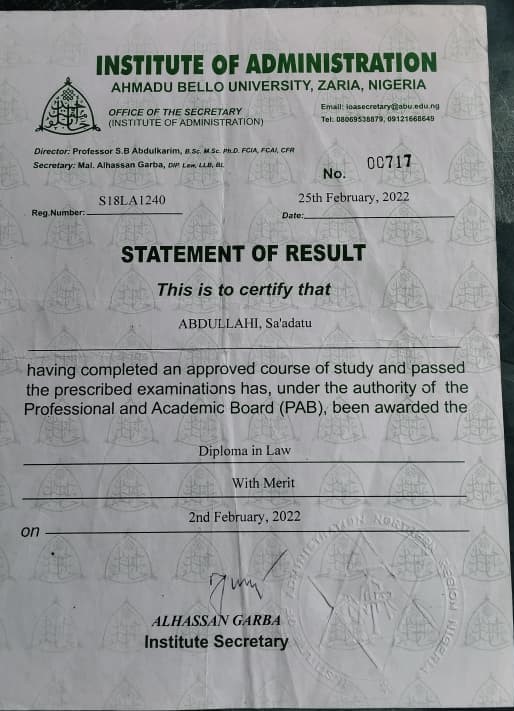 INSTITUTE OF ADMINISTRATION
AHMADU BELLO UNIVERSITY, ZARIA, NIGERIA
OFFICE OF THE SECRETARY
(INSTITUTE OF ADMINISTRATION)
Email: ioasecretary@abu.edu.ng
Tel: 08069538879, 09121668649
Director: Professor S.B Abdulkarim, B.Sc. M.Sc. Ph.D. FCIA, FCAI, CFR
Secretary: Mal. Alhassan Garba, DIP. Law, LLB, BL
No. 00717
Reg.Number: S18LA1240
Date: 25th February, 2022
STATEMENT OF RESULT
This is to certify that
ABDULLAHI, Sa'adatu
having completed an approved course of study and passed
the prescribed examinations has, under the authority of the
Professional and Academic Board (PAB), been awarded the
Diploma in Law
With Merit
on 2nd February, 2022
ALHASSAN GARBA
Institute Secretary